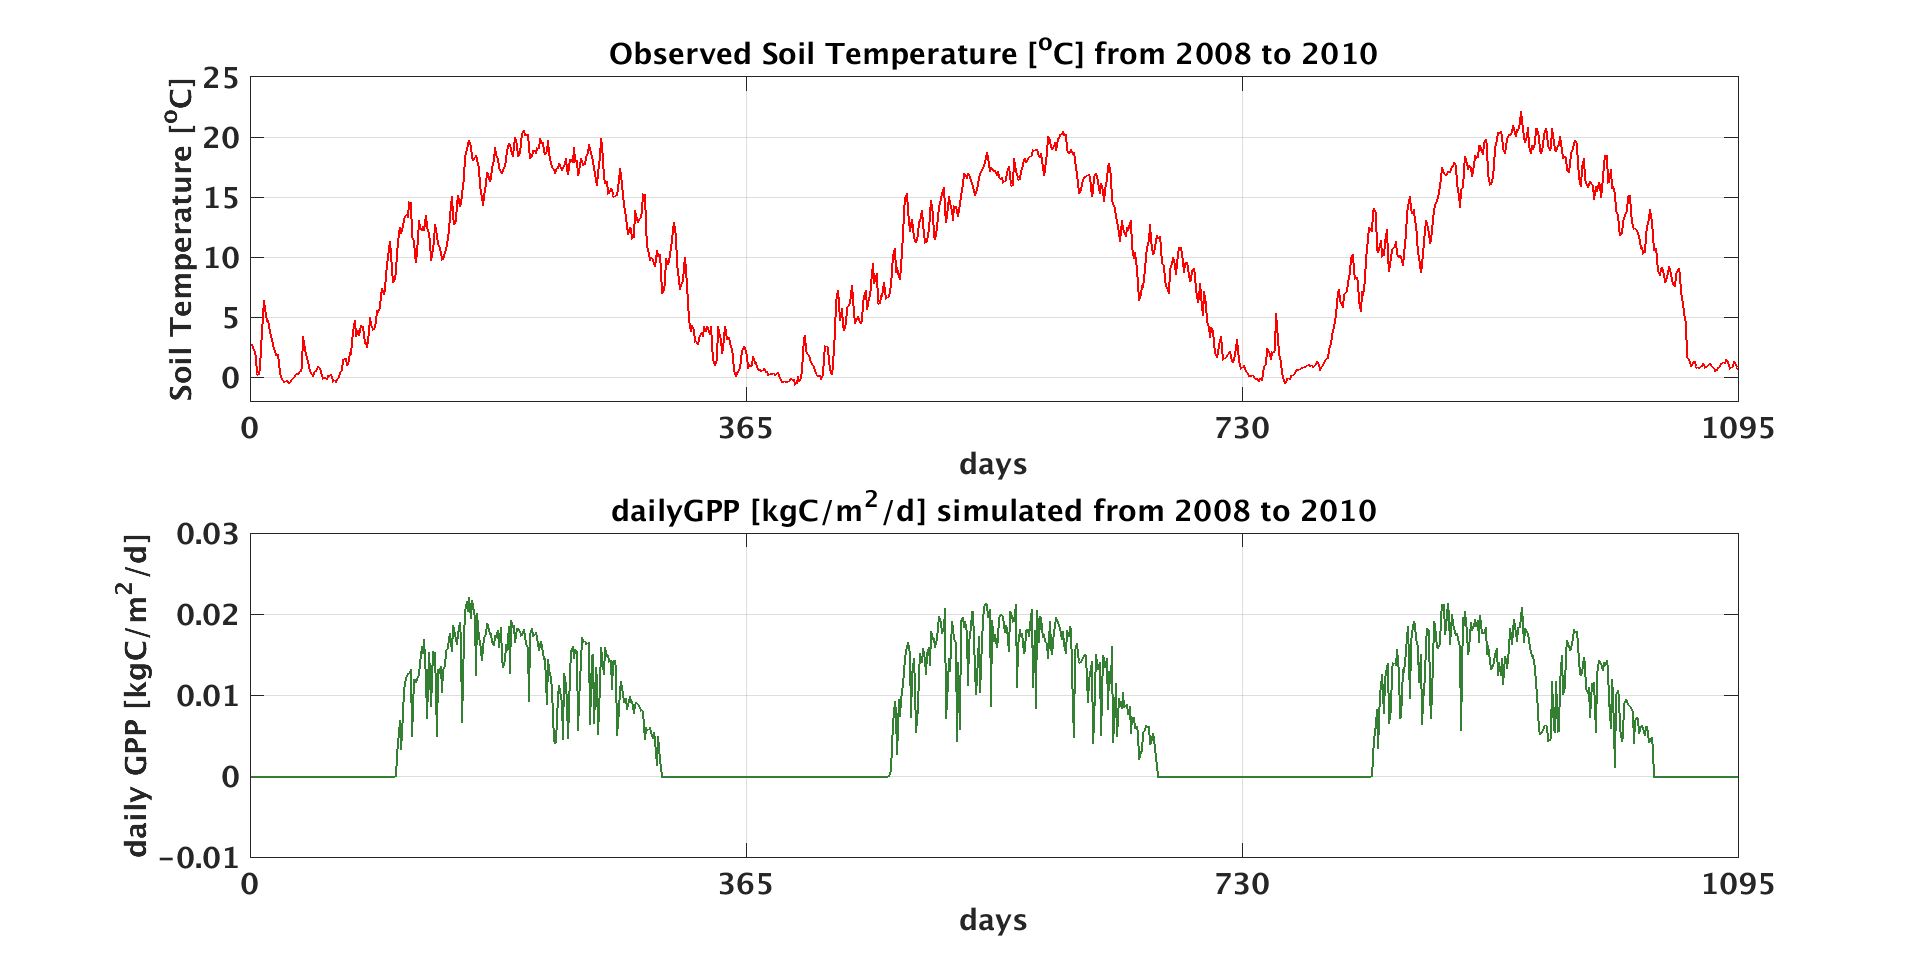 Observed Soil Temperature [°C] from 2008 to 2010
Soil Temperature [°C]
25
20
15
10
5
0
0 365 730 1095
days
dailyGPP [kgC/m²/d] simulated from 2008 to 2010
daily GPP [kgC/m²/d]
0.03
0.02
0.01
0
-0.01
0 365 730 1095
days